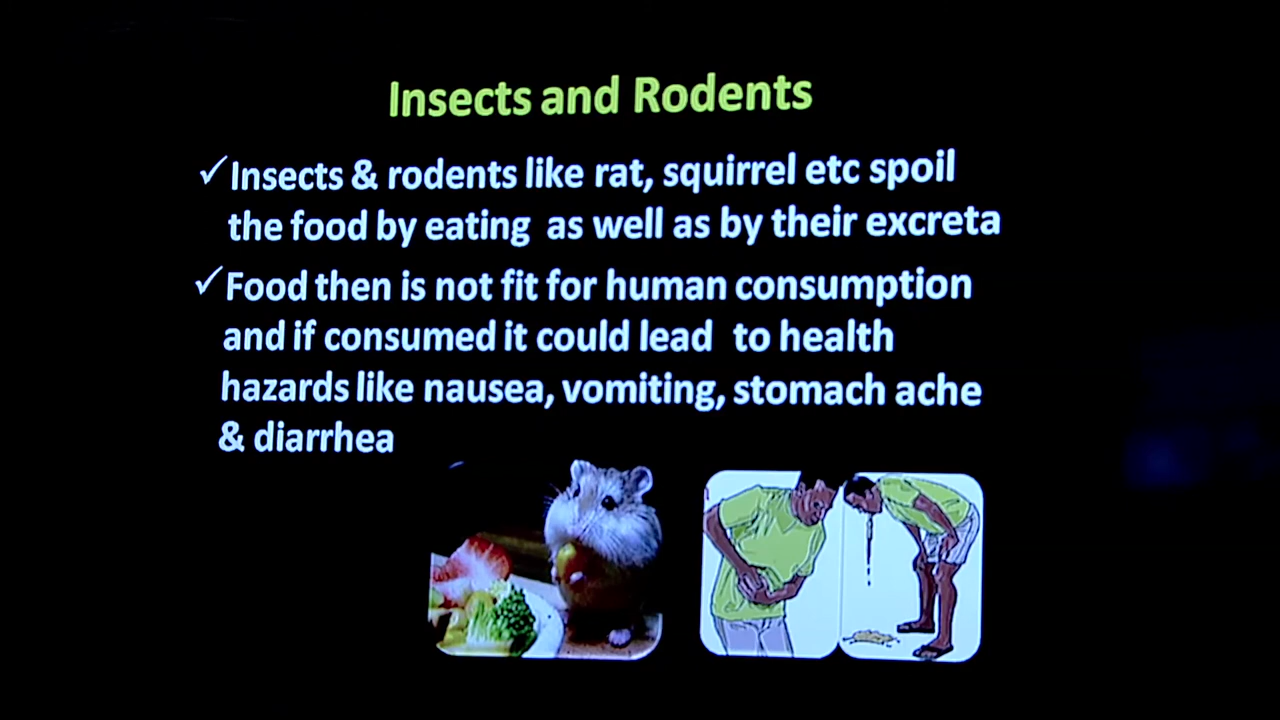 Insects and Rodents
✓Insects & rodents like rat, squirrel etc spoil
the food by eating as well as by their excreta
✓Food then is not fit for human consumption
and if consumed it could lead to health
hazards like nausea, vomiting, stomach ache
& diarrhea